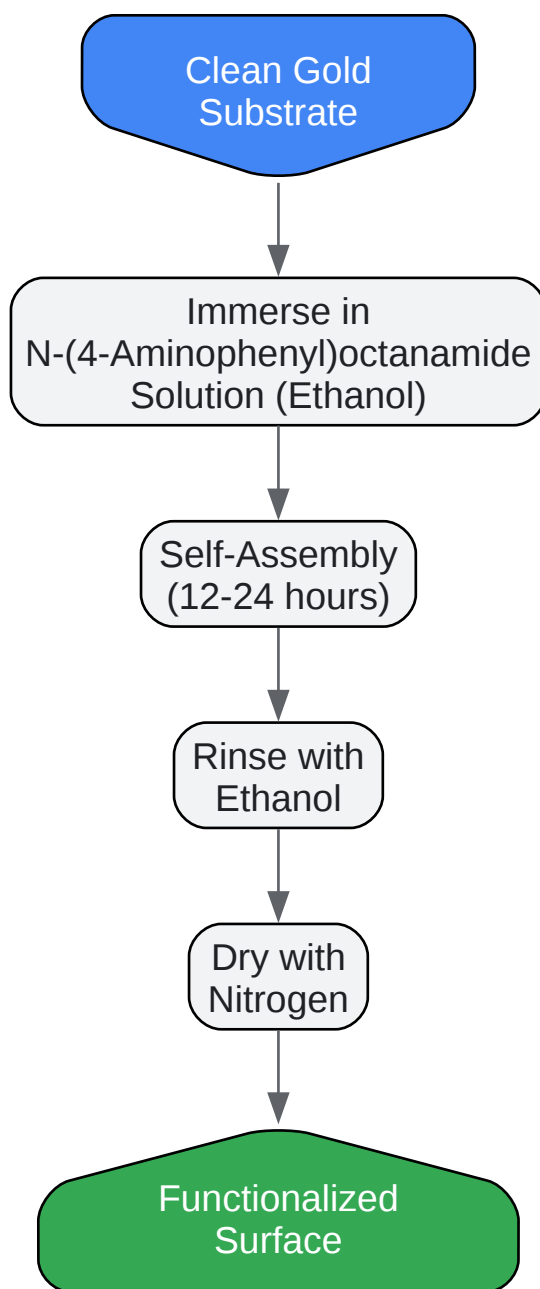 Clean Gold
Substrate
Immerse in
N-(4-Aminophenyl)octanamide
Solution (Ethanol)
Self-Assembly
(12-24 hours)
Rinse with
Ethanol
Dry with
Nitrogen
Functionalized
Surface